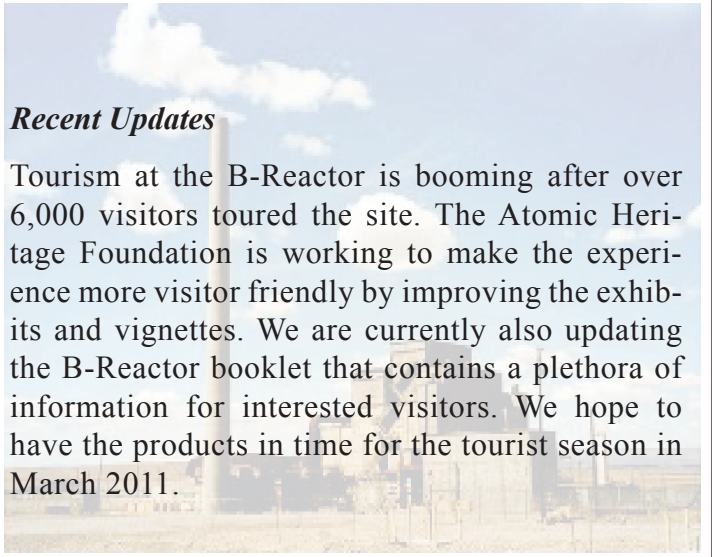 Recent Updates
Tourism at the B-Reactor is booming after over
6,000 visitors toured the site. The Atomic Heri-
tage Foundation is working to make the experi-
ence more visitor friendly by improving the exhib-
its and vignettes. We are currently also updating
the B-Reactor booklet that contains a plethora of
information for interested visitors. We hope to
have the products in time for the tourist season in
March 2011.